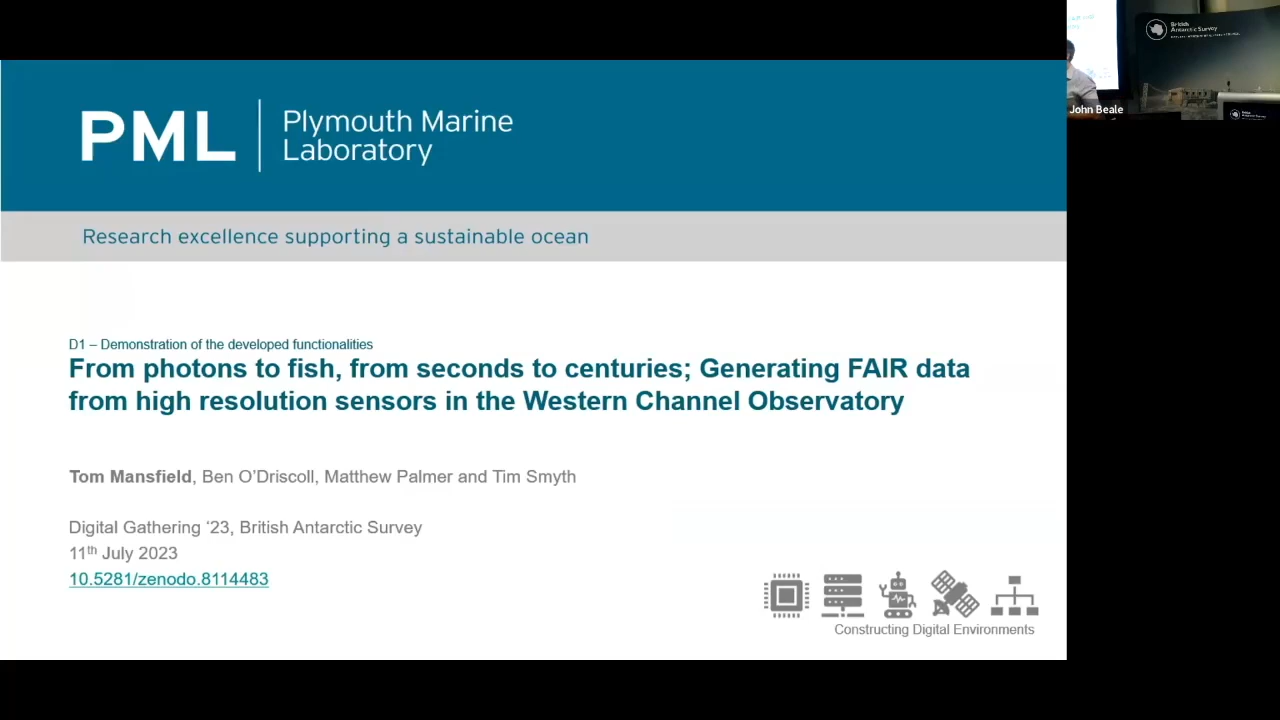 PML
Plymouth Marine
Laboratory
Research excellence supporting a sustainable ocean
D1 – Demonstration of the developed functionalities
From photons to fish, from seconds to centuries; Generating FAIR data
from high resolution sensors in the Western Channel Observatory
Tom Mansfield, Ben O’Driscoll, Matthew Palmer and Tim Smyth
Digital Gathering ‘23, British Antarctic Survey
11th July 2023
10.5281/zenodo.8114483
Constructing Digital Environments
British
Antarctic Survey
John Beale